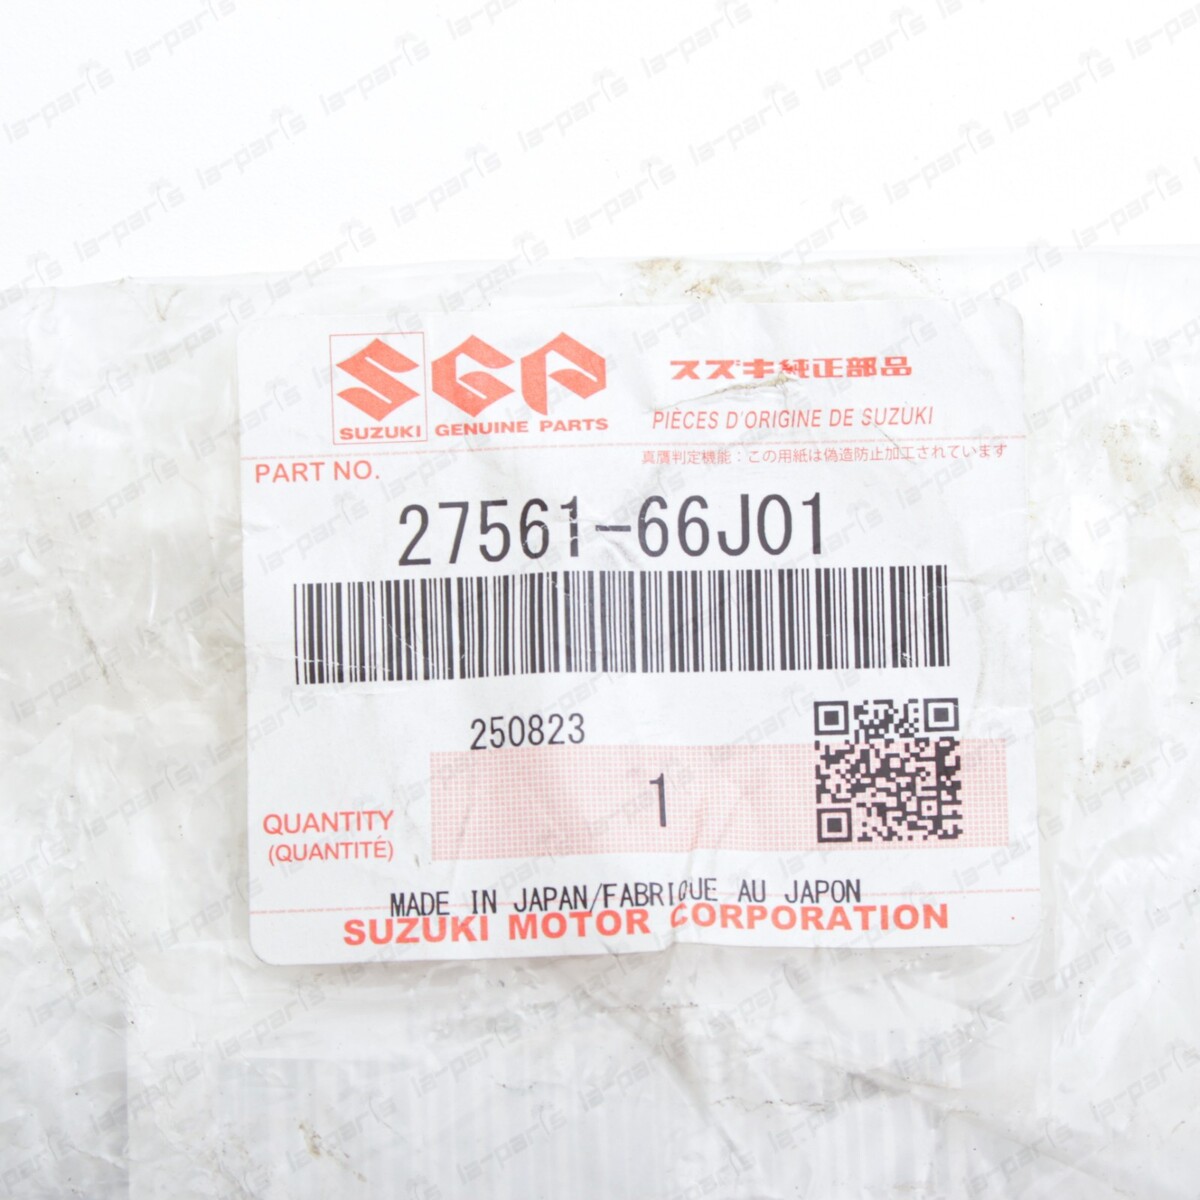 SUZUKI
SGP
GENUINE PARTS
スズキ純正部品
PIÈCES D'ORIGINE DE SUZUKI
PART NO.
真贋判定機能：この用紙は偽造防止加工されています
27561-66J01
250823
1
QUANTITY
(QUANTITÉ)
MADE IN JAPAN/FABRIQUE AU JAPON
SUZUKI MOTOR CORPORATION
la-parts